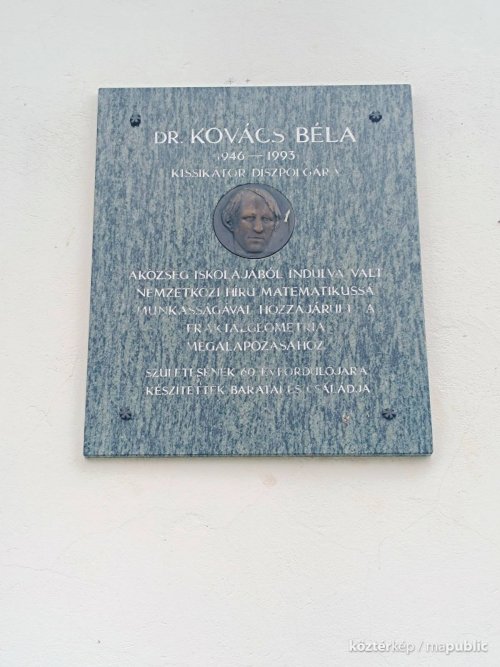 DR. KOVÁCS BÉLA
1946 — 1993
KISSIKÁTOR DÍSZPOLGÁRA
A KÖZSÉG ISKOLÁJÁBÓL INDULVA VÁLT
NEMZETKÖZI HÍRŰ MATEMATIKUSSÁ
MUNKÁSSÁGÁVAL HOZZÁJÁRULT A
FRAKTÁLGEOMETRIA
MEGALAPOZÁSÁHOZ
SZÜLETÉSÉNEK 60. ÉVFORDULÓJÁRA
KÉSZÍTETTÉK BARÁTAI ÉS CSALÁDJA
köztérkép / mapublic